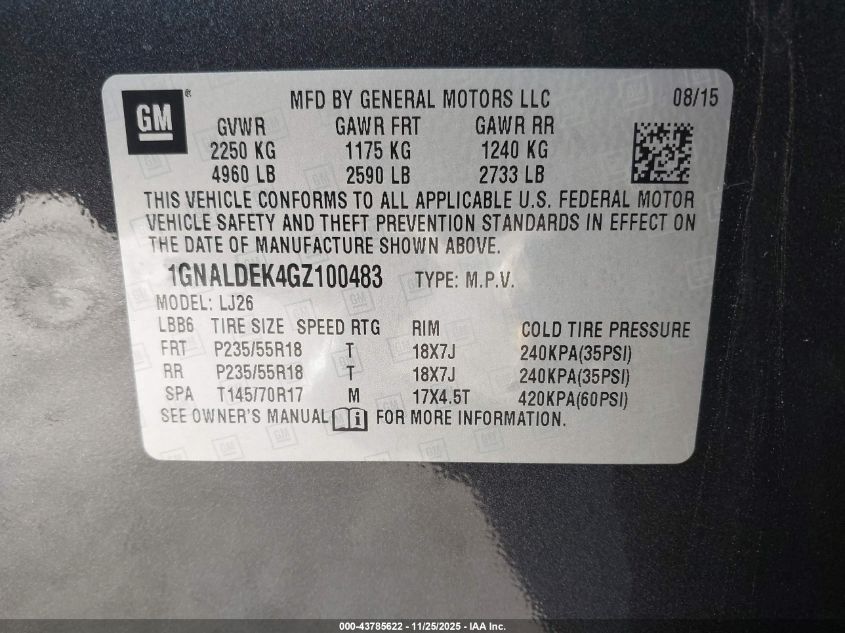 GM®
MFD BY GENERAL MOTORS LLC 08/15
GVWR GAWR FRT GAWR RR
2250 KG 1175 KG 1240 KG
4960 LB 2590 LB 2733 LB
THIS VEHICLE CONFORMS TO ALL APPLICABLE U.S. FEDERAL MOTOR
VEHICLE SAFETY AND THEFT PREVENTION STANDARDS IN EFFECT ON
THE DATE OF MANUFACTURE SHOWN ABOVE.
1GNALDEK4GZ100483 TYPE: M.P.V.
MODEL: LJ26
LBB6 TIRE SIZE SPEED RTG RIM COLD TIRE PRESSURE
FRT P235/55R18 T 18X7J 240KPA(35PSI)
RR P235/55R18 T 18X7J 240KPA(35PSI)
SPA T145/70R17 M 17X4.5T 420KPA(60PSI)
SEE OWNER'S MANUAL FOR MORE INFORMATION.
000-43785622 - 11/25/2025 - IAA Inc.